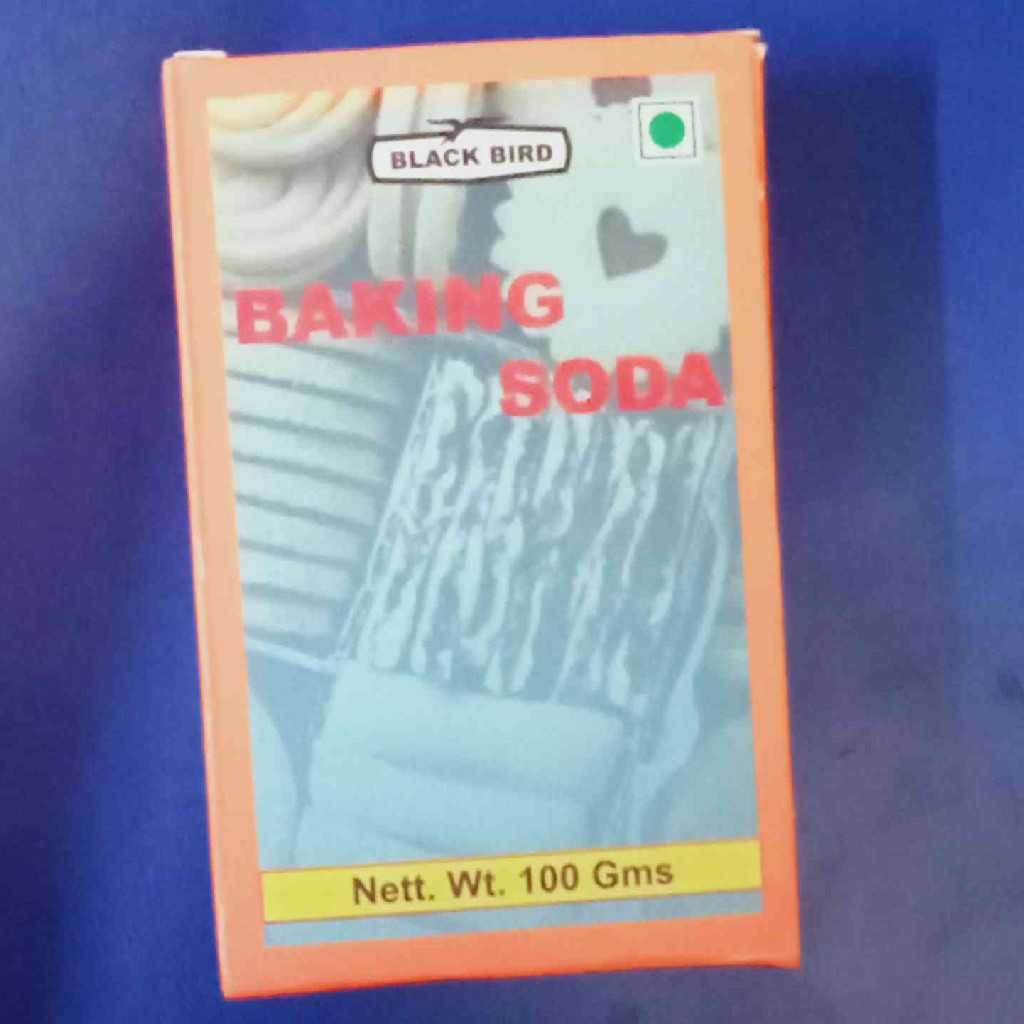 BLACK BIRD
BAKING
SODA
Nett. Wt. 100 Gms